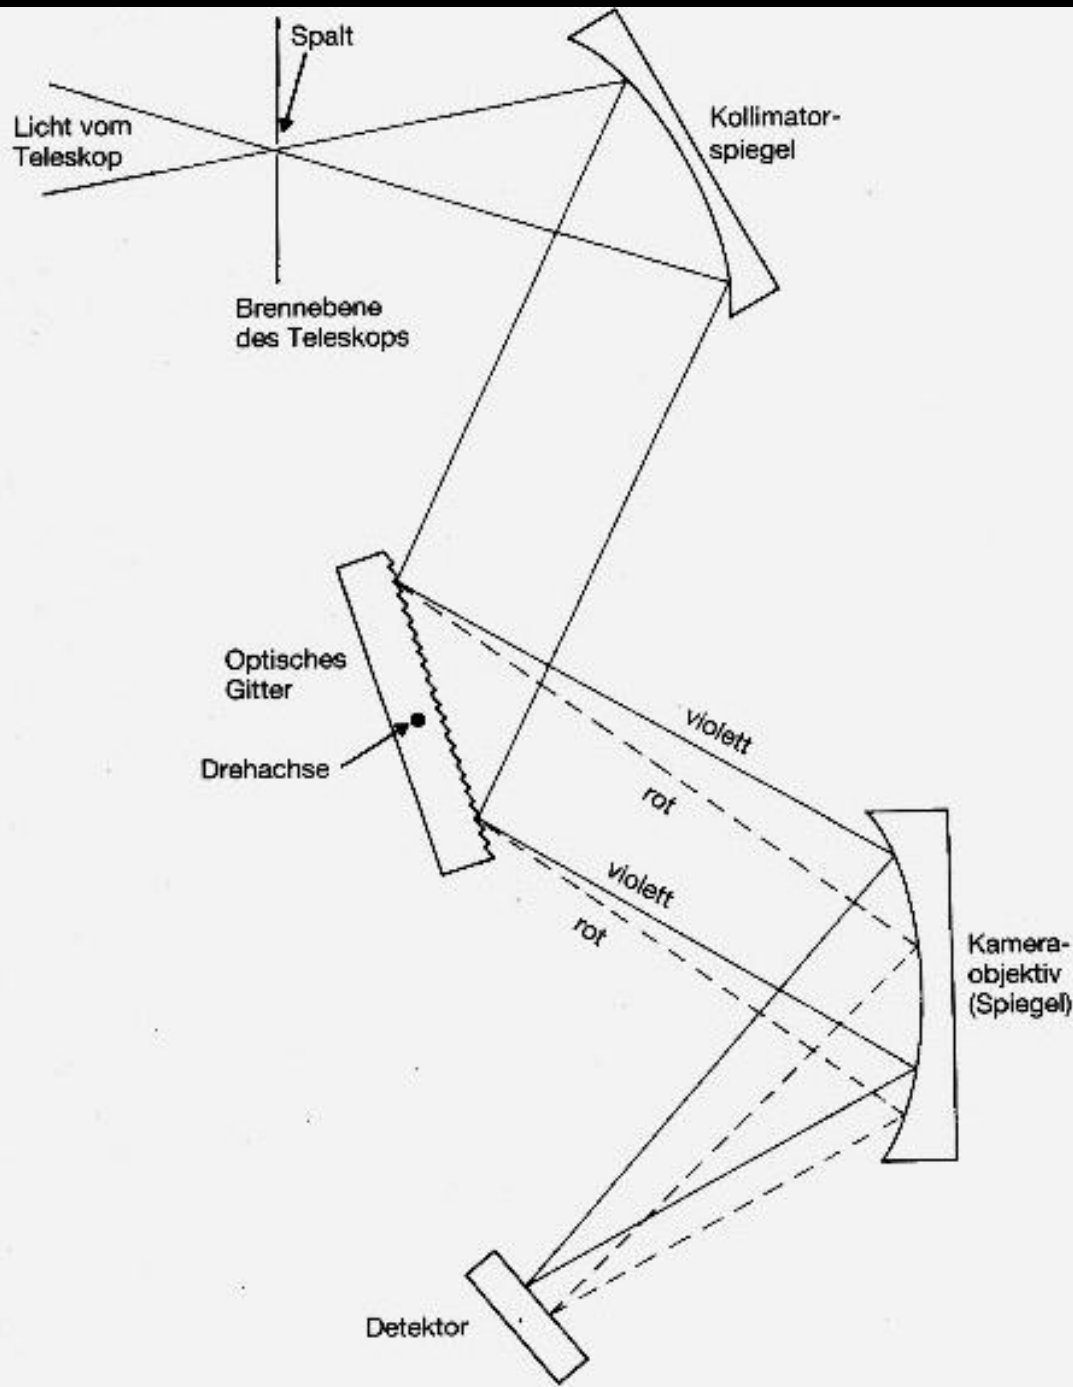 Spalt
Licht vom
Teleskop
Kollimator-
spiegel
Brennebene
des Teleskops
Optisches
Gitter
Drehachse
violett
rot
violett
rot
Kamera-
objektiv
(Spiegel)
Detektor